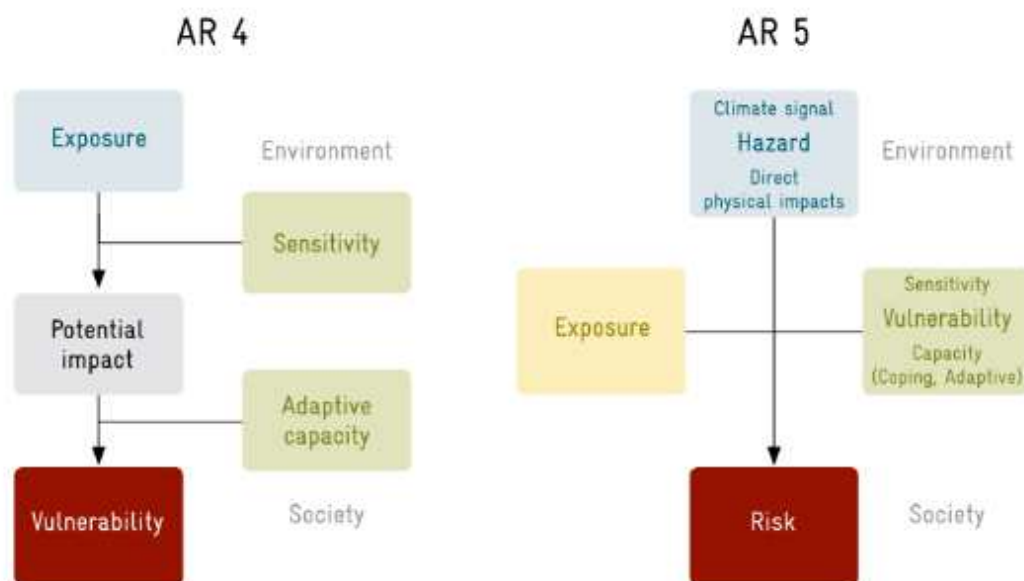 AR 4
Exposure
Environment
Sensitivity
Potential
impact
Adaptive
capacity
Vulnerability
Society
AR 5
Climate signal
Hazard
Direct
physical impacts
Environment
Exposure
Sensitivity
Vulnerability
Capacity
(Coping, Adaptive)
Risk
Society